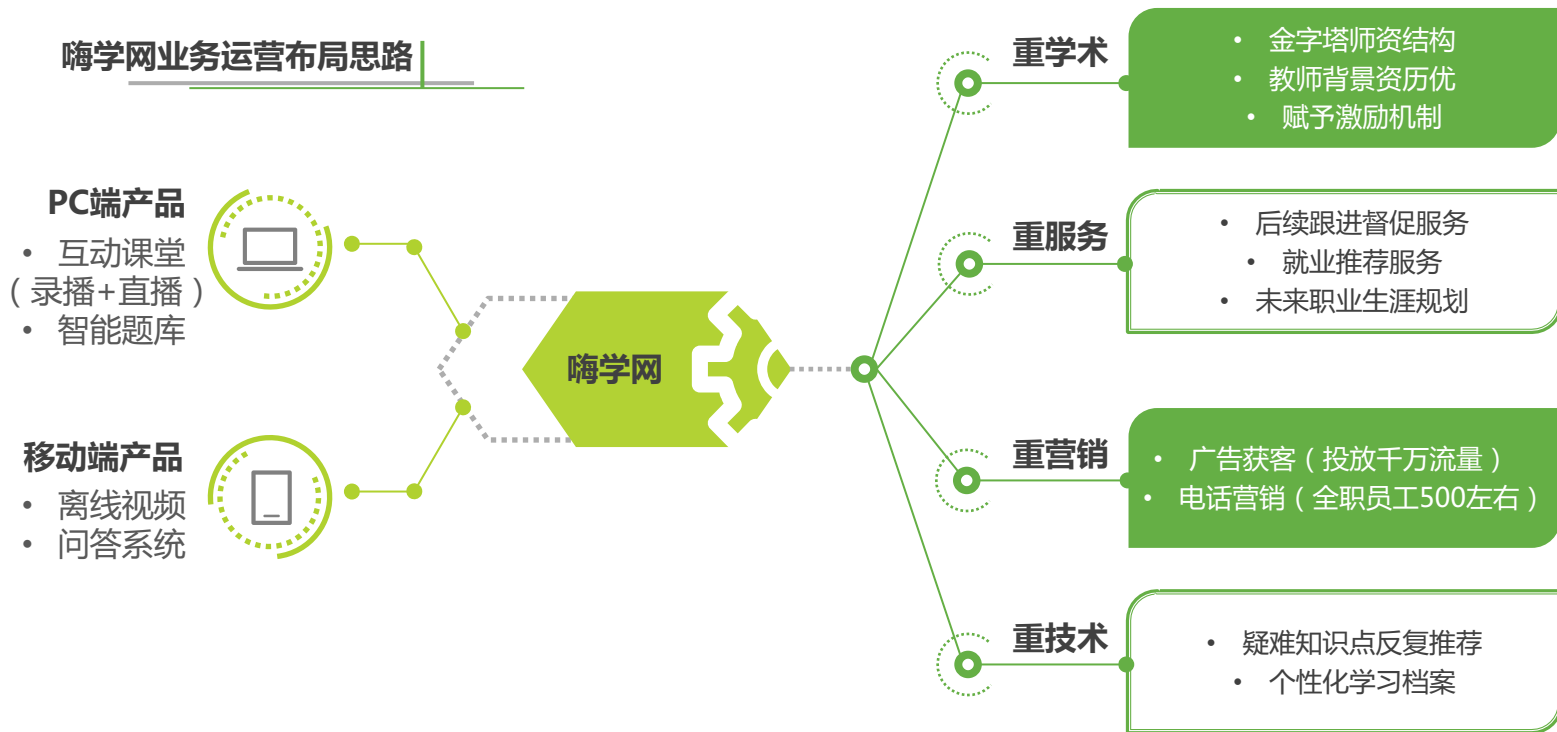 嗨学网业务运营布局思路
PC端产品
• 互动课堂
（录播+直播）
• 智能题库
移动端产品
• 离线视频
• 问答系统
嗨学网
重学术
• 金字塔师资结构
• 教师背景资历优
• 赋予激励机制
重服务
• 后续跟进督促服务
• 就业推荐服务
• 未来职业生涯规划
重营销
• 广告获客（投放千万流量）
• 电话营销（全职员工500左右）
重技术
• 疑难知识点反复推荐
• 个性化学习档案